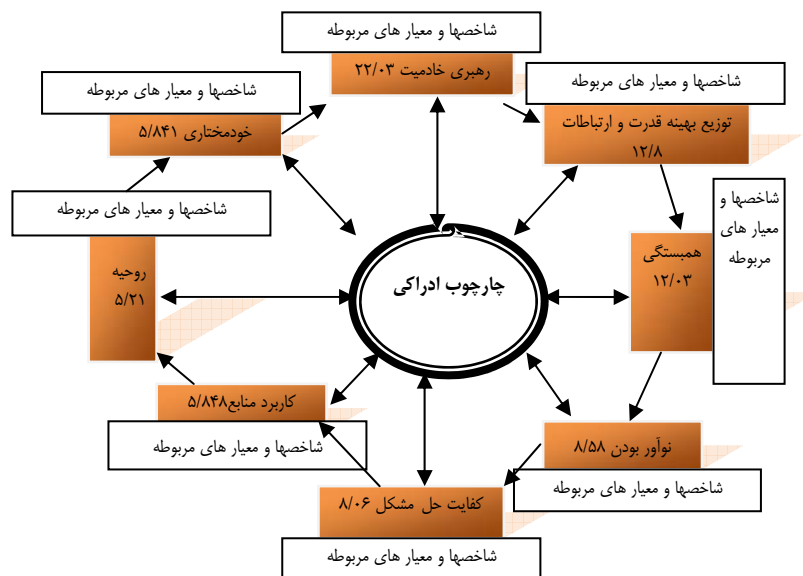 شاخصها و معیار های مربوطه
رهبری خادمیت ۲۲/۰۳
شاخصها و معیار های مربوطه
توزیع بهینه قدرت و ارتباطات
۱۲/۸
شاخصها و
معیار های
مربوطه
همبستگی
۱۲/۰۳
نوآور بودن ۸/۵۸
شاخصها و معیار های مربوطه
کفایت حل مشکل ۸/۰۶
شاخصها و معیار های مربوطه
کاربرد منابع۵/۸۴۸
شاخصها و معیار های مربوطه
روحیه
۵/۲۱
شاخصها و معیار های مربوطه
خودمختاری ۵/۸۴۱
شاخصها و معیار های مربوطه
چارچوب ادراکی